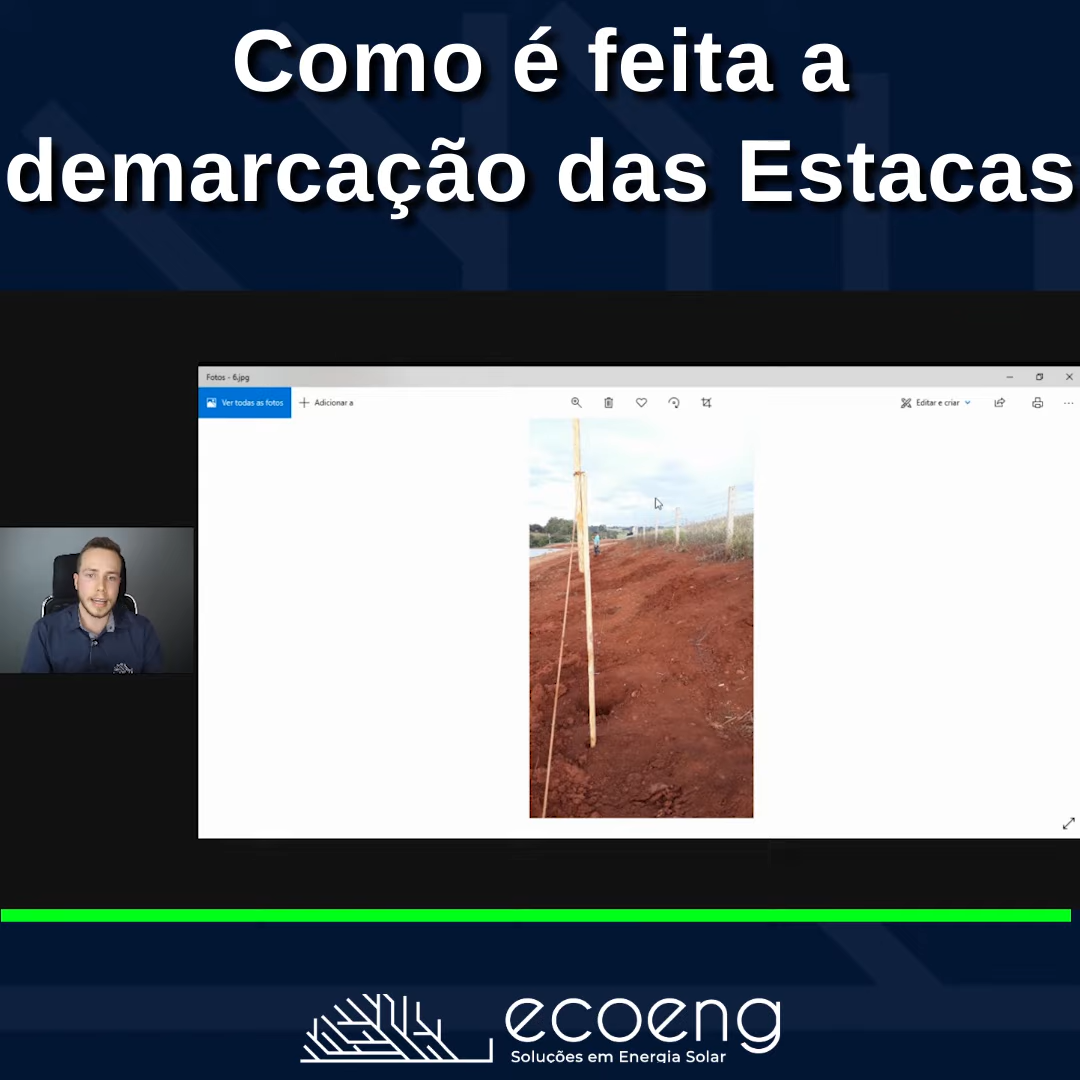 Como é feita a
demarcação das Estacas
Fotos - 6.jpg
Ver todas as fotos
Adicionar a
Editar e criar
ecoeng
Soluções em Energia Solar